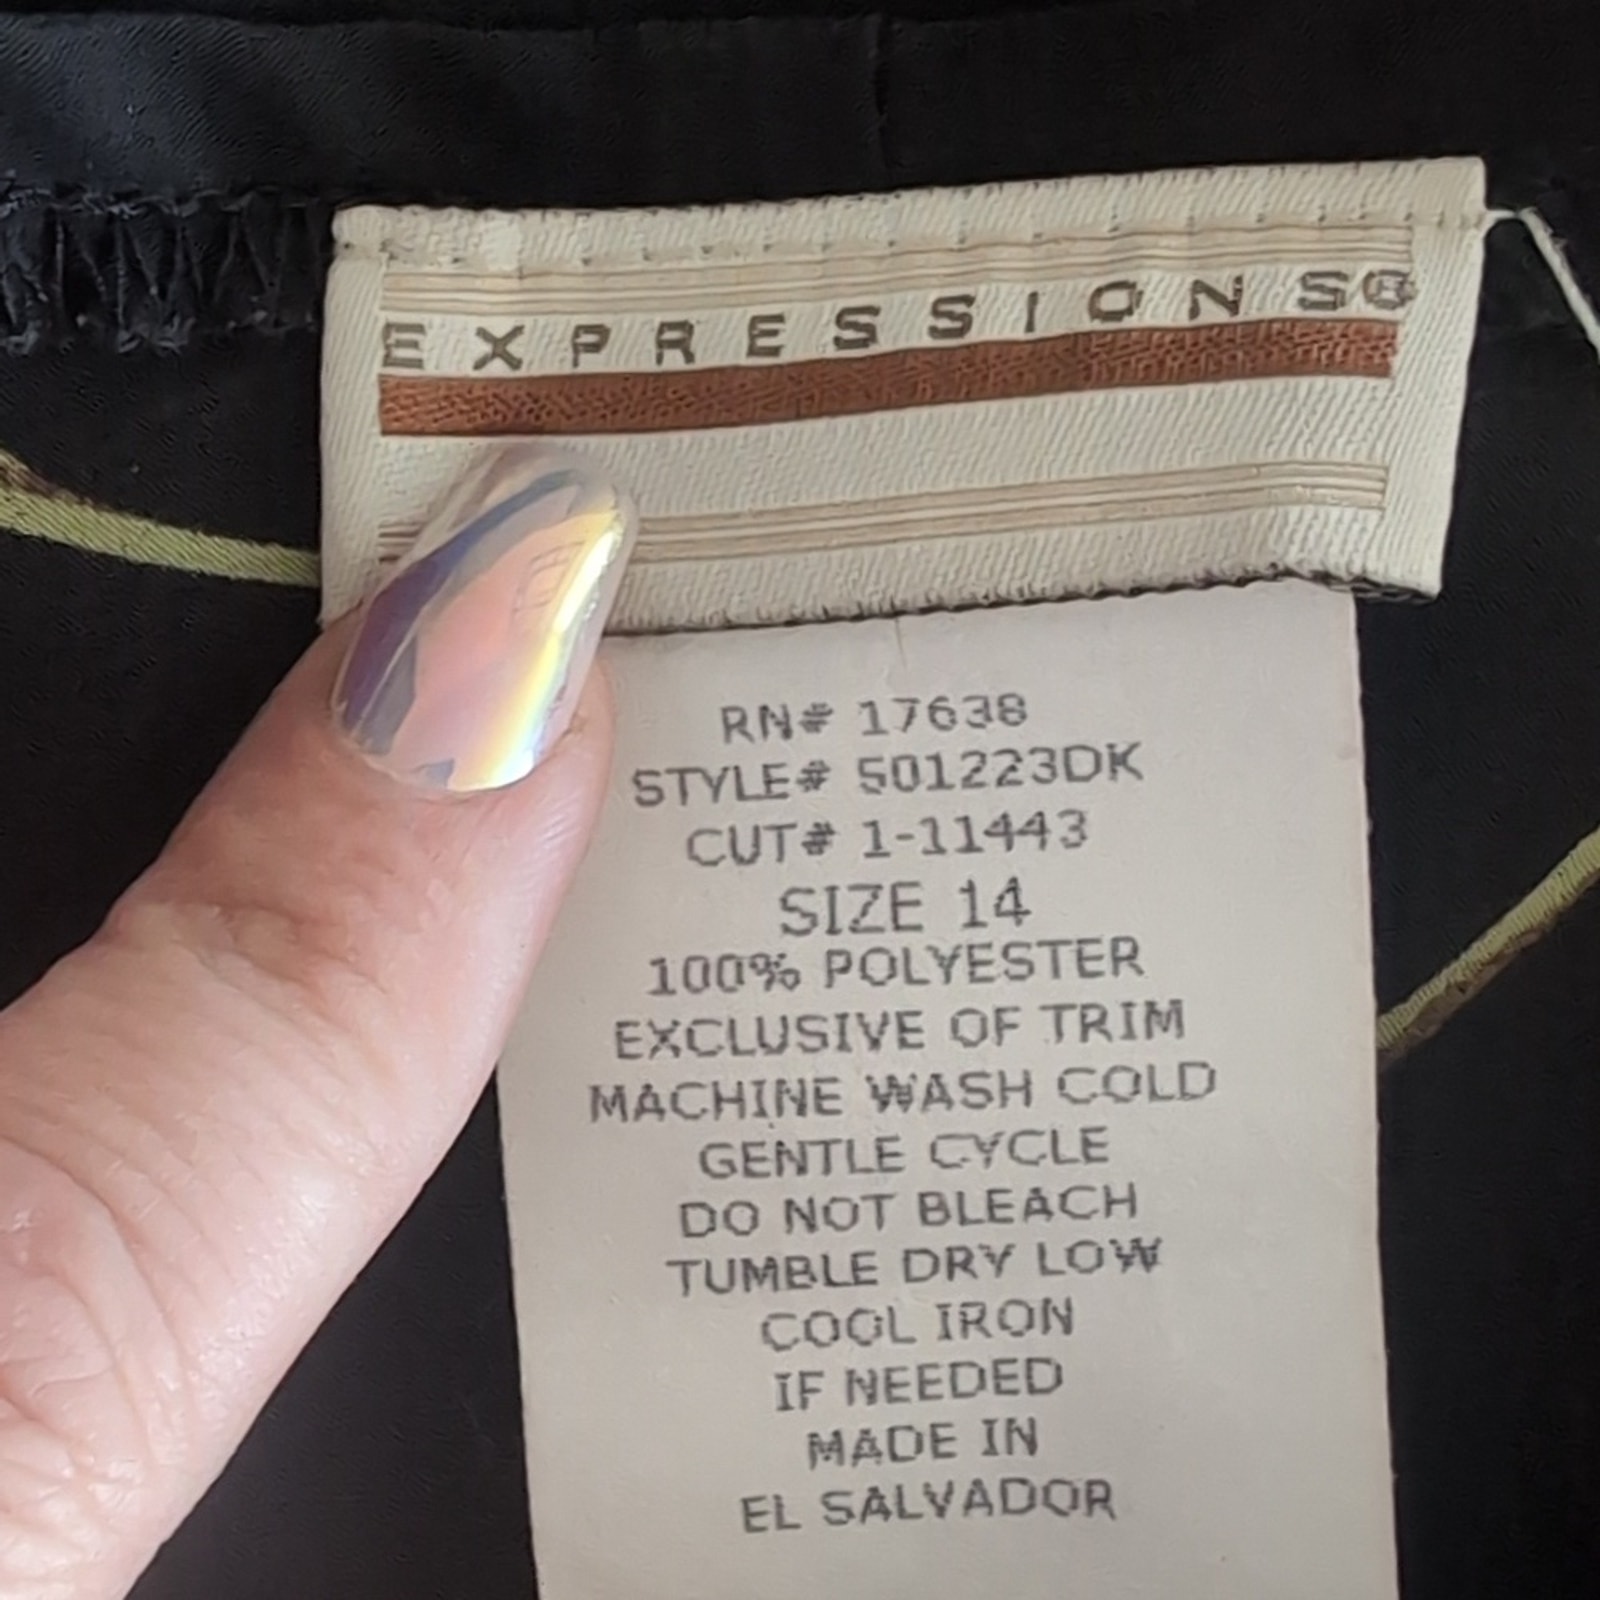 EXPRESSIONS®
RN# 17638
STYLE# 501223DK
CUT# 1-11443
SIZE 14
100% POLYESTER
EXCLUSIVE OF TRIM
MACHINE WASH COLD
GENTLE CYCLE
DO NOT BLEACH
TUMBLE DRY LOW
COOL IRON
IF NEEDED
MADE IN
EL SALVADOR